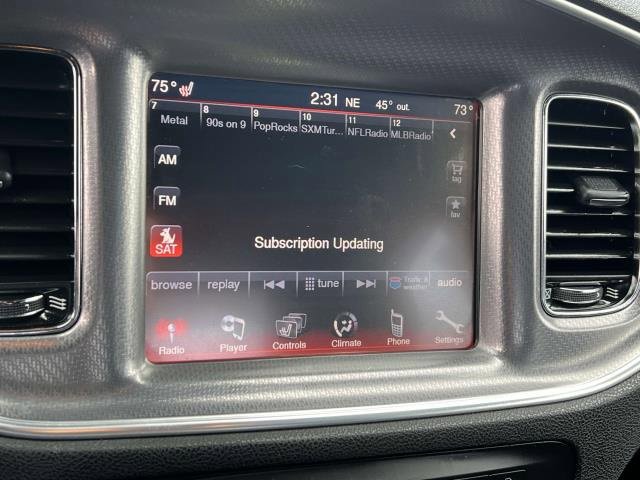 75° 2:31 NE 45° out. 73°
7 8 9 10 11 12
Metal 90s on 9 PopRocks SXMTur... NFLRadio MLBRadio
AM
tag
FM
fav
SAT
Subscription Updating
browse replay tune Traffic & weather audio
Radio Player Controls Climate Phone Settings